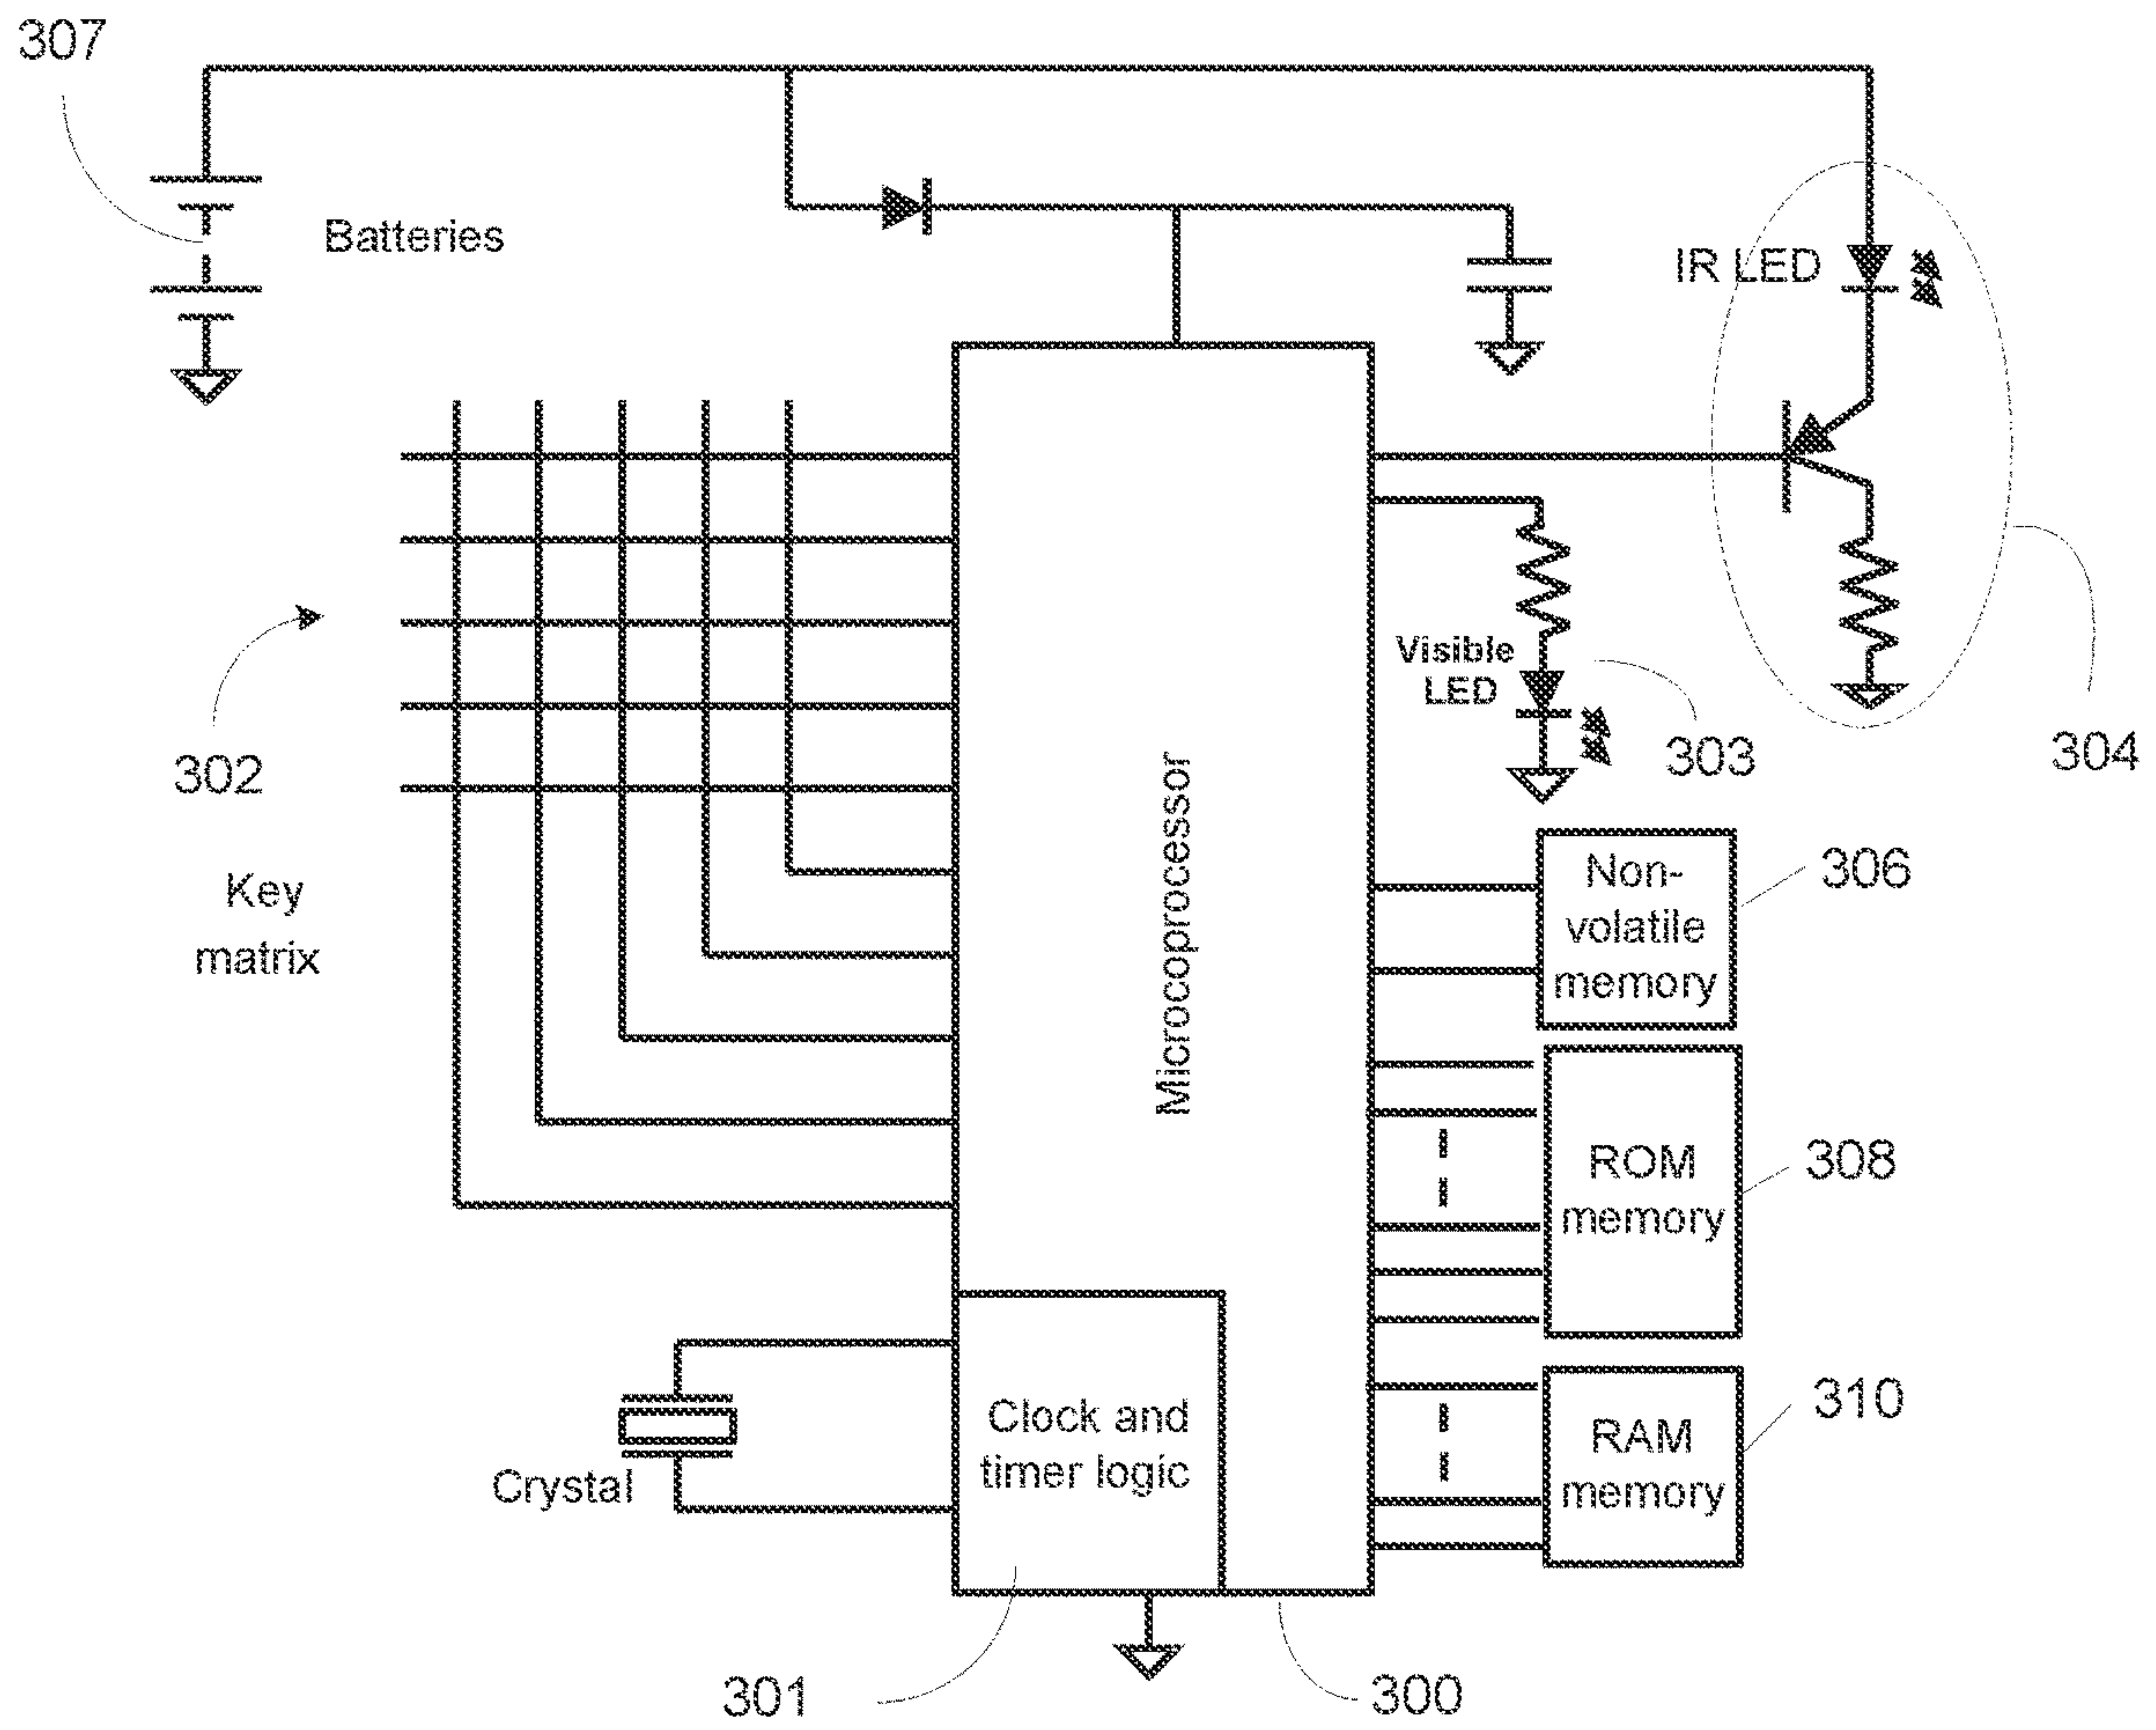 307
Batteries
IR LED
302
Visible
LED
303
304
Key
matrix
Microcoprocessor
Non-
volatile
memory
306
ROM
memory
308
Clock and
timer logic
Crystal
RAM
memory
310
301
300